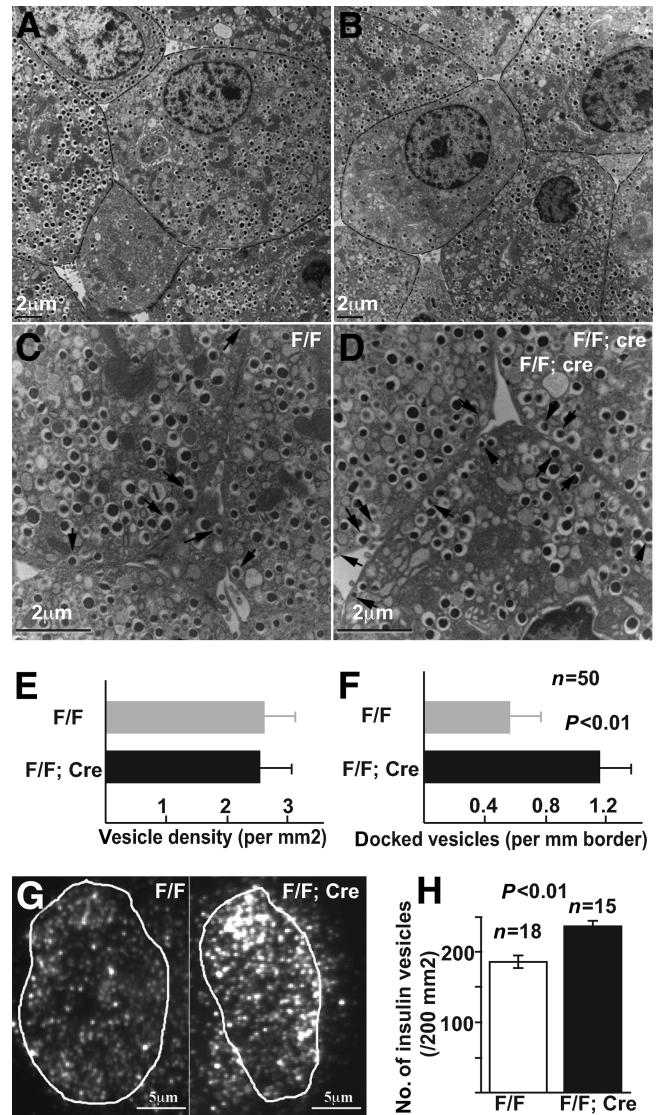 A
B
2μm
2μm
C
F/F
D
F/F; cre
F/F; cre
2μm
2μm
E
F/F
F/F; Cre
1 2 3
Vesicle density (per mm2)
F
n=50
F/F
P<0.01
F/F; Cre
0.4 0.8 1.2
Docked vesicles (per mm border)
G
F/F
F/F; Cre
5μm
5μm
H
P<0.01
n=15
n=18
No. of insulin vesicles
(/200 mm2)
200
100
F/F
F/F; Cre